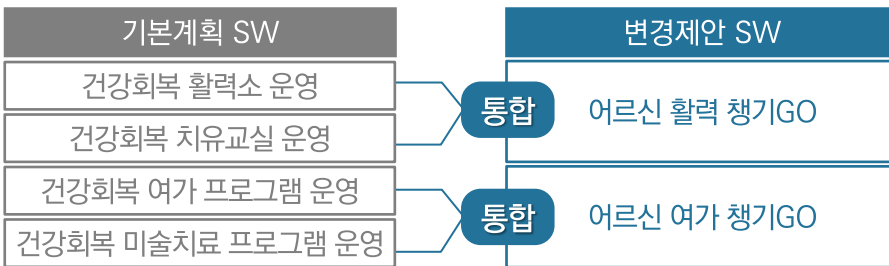 기본계획 SW
변경제안 SW
건강회복 활력소 운영
건강회복 치유교실 운영
통합
어르신 활력 챙기GO
건강회복 여가 프로그램 운영
건강회복 미술치료 프로그램 운영
통합
어르신 여가 챙기GO